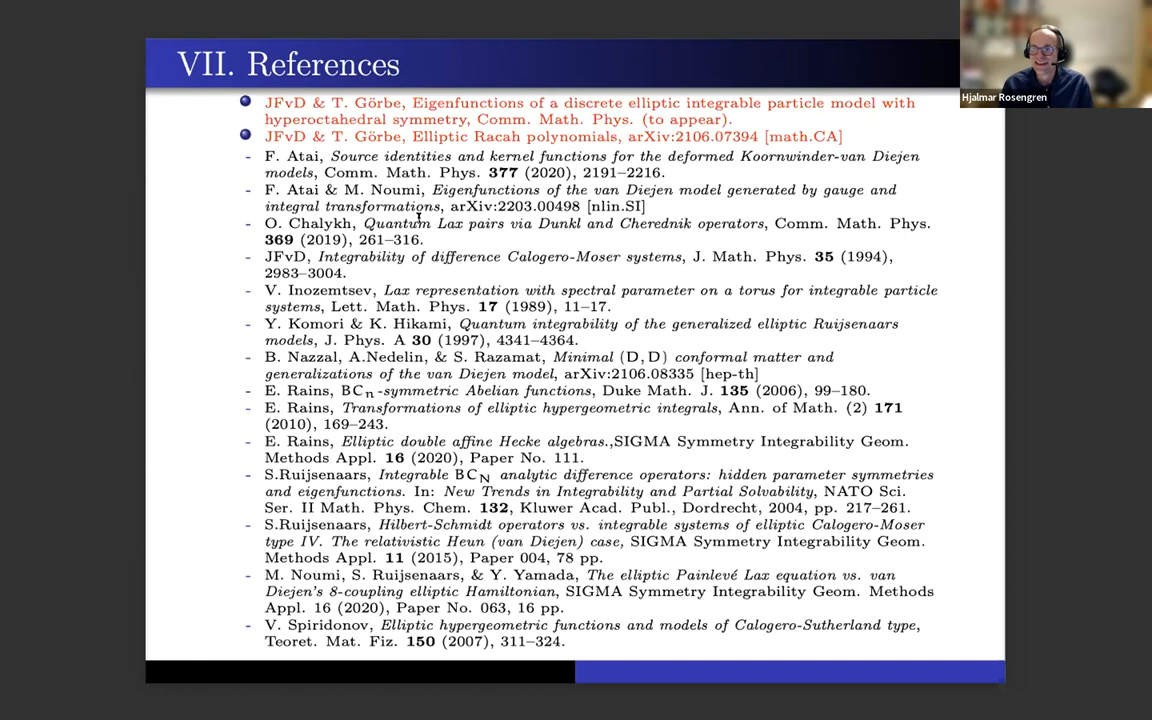 VII. References
Hjalmar Rosengren
JFvD & T. Görbe, Eigenfunctions of a discrete elliptic integrable particle model with
hyperoctahedral symmetry, Comm. Math. Phys. (to appear).
JFvD & T. Görbe, Elliptic Racah polynomials, arXiv:2106.07394 [math.CA]
- F. Atai, Source identities and kernel functions for the deformed Koornwinder-van Diejen
models, Comm. Math. Phys. 377 (2020), 2191–2216.
- F. Atai & M. Noumi, Eigenfunctions of the van Diejen model generated by gauge and
integral transformations, arXiv:2203.00498 [nlin.SI]
- O. Chalykh, Quantum Lax pairs via Dunkl and Cherednik operators, Comm. Math. Phys.
369 (2019), 261–316.
- JFvD, Integrability of difference Calogero-Moser systems, J. Math. Phys. 35 (1994),
2983–3004.
- V. Inozemtsev, Lax representation with spectral parameter on a torus for integrable particle
systems, Lett. Math. Phys. 17 (1989), 11–17.
- Y. Komori & K. Hikami, Quantum integrability of the generalized elliptic Ruijsenaars
models, J. Phys. A 30 (1997), 4341–4364.
- B. Nazzal, A.Nedelin, & S. Razamat, Minimal (D,D) conformal matter and
generalizations of the van Diejen model, arXiv:2106.08335 [hep-th]
- E. Rains, BCn-symmetric Abelian functions, Duke Math. J. 135 (2006), 99–180.
- E. Rains, Transformations of elliptic hypergeometric integrals, Ann. of Math. (2) 171
(2010), 169–243.
- E. Rains, Elliptic double affine Hecke algebras.,SIGMA Symmetry Integrability Geom.
Methods Appl. 16 (2020), Paper No. 111.
- S.Ruijsenaars, Integrable BCN analytic difference operators: hidden parameter symmetries
and eigenfunctions. In: New Trends in Integrability and Partial Solvability, NATO Sci.
Ser. II Math. Phys. Chem. 132, Kluwer Acad. Publ., Dordrecht, 2004, pp. 217–261.
- S.Ruijsenaars, Hilbert-Schmidt operators vs. integrable systems of elliptic Calogero-Moser
type IV. The relativistic Heun (van Diejen) case, SIGMA Symmetry Integrability Geom.
Methods Appl. 11 (2015), Paper 004, 78 pp.
- M. Noumi, S. Ruijsenaars, & Y. Yamada, The elliptic Painlevé Lax equation vs. van
Diejen's 8-coupling elliptic Hamiltonian, SIGMA Symmetry Integrability Geom. Methods
Appl. 16 (2020), Paper No. 063, 16 pp.
- V. Spiridonov, Elliptic hypergeometric functions and models of Calogero-Sutherland type,
Teoret. Mat. Fiz. 150 (2007), 311–324.